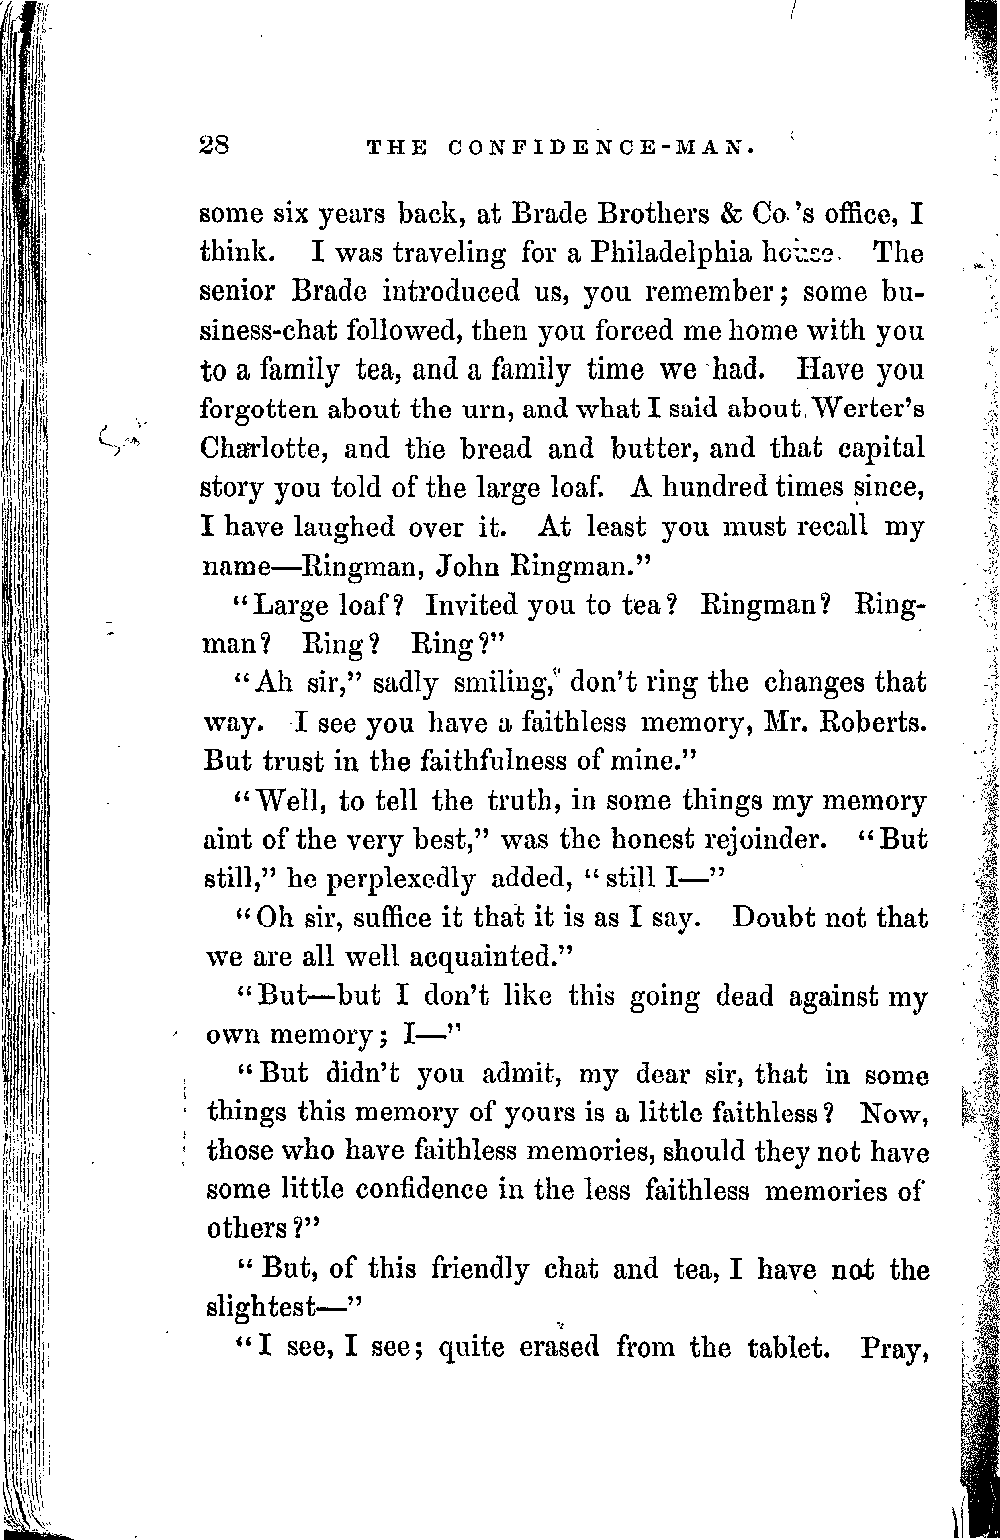 28 THE CONFIDENCE-MAN.
some six years back, at Brade Brothers & Co.'s office, I
think. I was traveling for a Philadelphia house. The
senior Brade introduced us, you remember; some bu-
siness-chat followed, then you forced me home with you
to a family tea, and a family time we had. Have you
forgotten about the urn, and what I said about Werter's
Charlotte, and the bread and butter, and that capital
story you told of the large loaf. A hundred times since,
I have laughed over it. At least you must recall my
name—Ringman, John Ringman."
"Large loaf? Invited you to tea? Ringman? Ring-
man? Ring? Ring?"
"Ah sir," sadly smiling," don't ring the changes that
way. I see you have a faithless memory, Mr. Roberts.
But trust in the faithfulness of mine."
"Well, to tell the truth, in some things my memory
aint of the very best," was the honest rejoinder. "But
still," he perplexedly added, "still I—"
"Oh sir, suffice it that it is as I say. Doubt not that
we are all well acquainted."
"But—but I don't like this going dead against my
own memory; I—"
"But didn't you admit, my dear sir, that in some
things this memory of yours is a little faithless? Now,
those who have faithless memories, should they not have
some little confidence in the less faithless memories of
others?"
"But, of this friendly chat and tea, I have not the
slightest—"
"I see, I see; quite erased from the tablet. Pray,